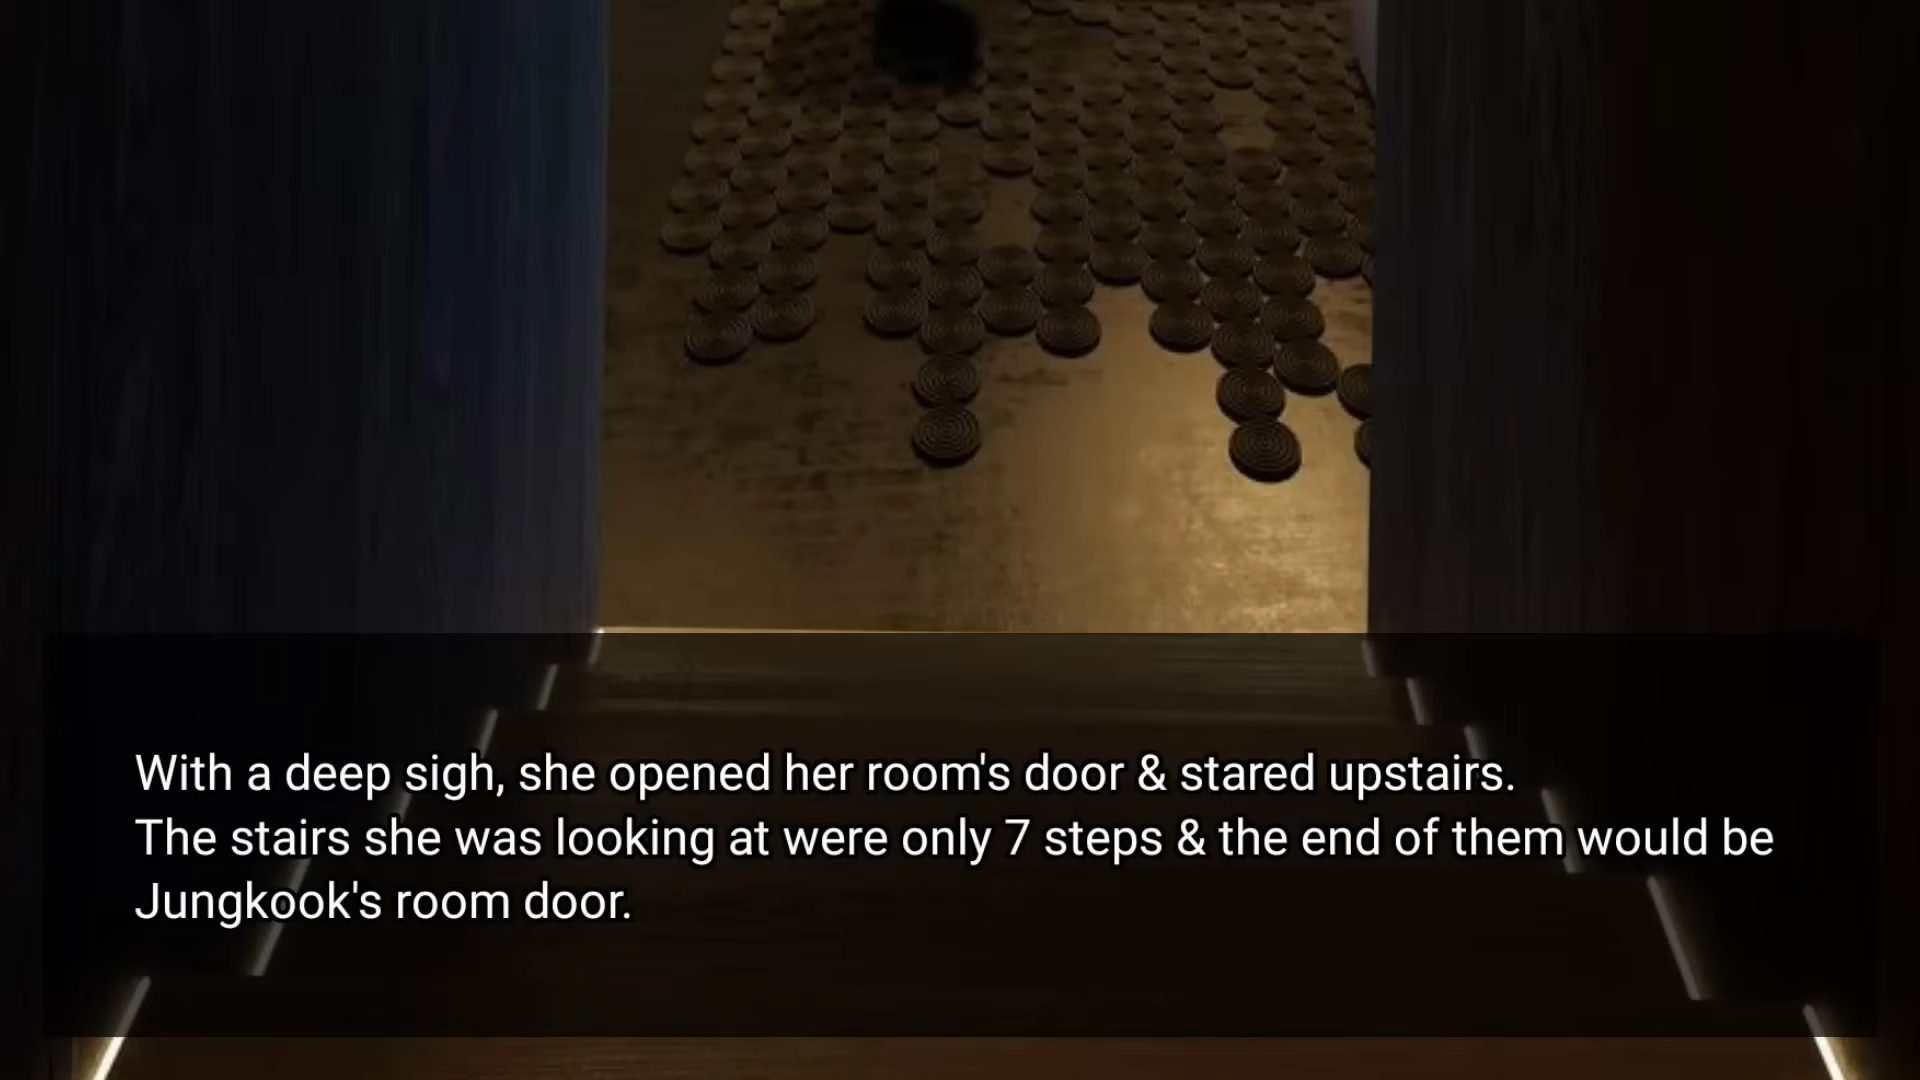 With a deep sigh, she opened her room's door & stared upstairs.
The stairs she was looking at were only 7 steps & the end of them would be
Jungkook's room door.